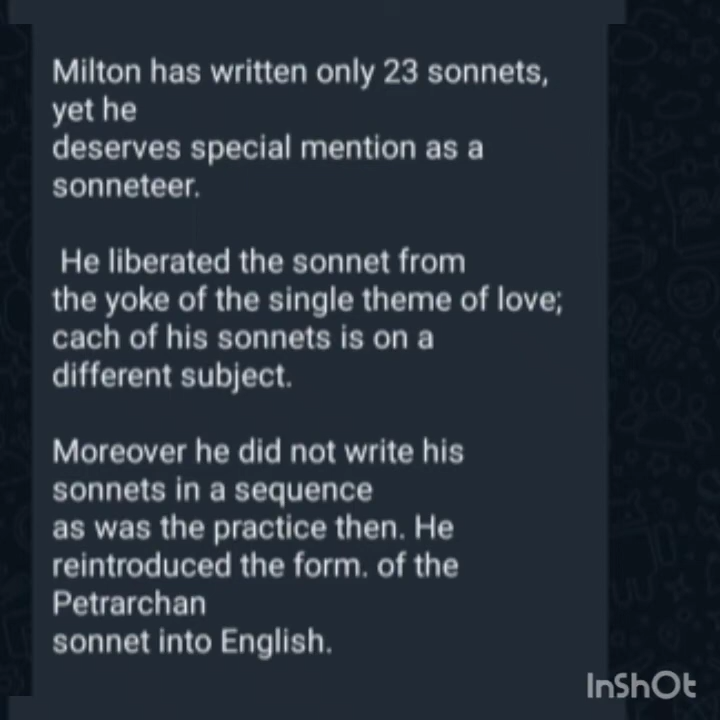 Milton has written only 23 sonnets,
yet he
deserves special mention as a
sonneteer.
He liberated the sonnet from
the yoke of the single theme of love;
cach of his sonnets is on a
different subject.
Moreover he did not write his
sonnets in a sequence
as was the practice then. He
reintroduced the form. of the
Petrarchan
sonnet into English.
InShOt